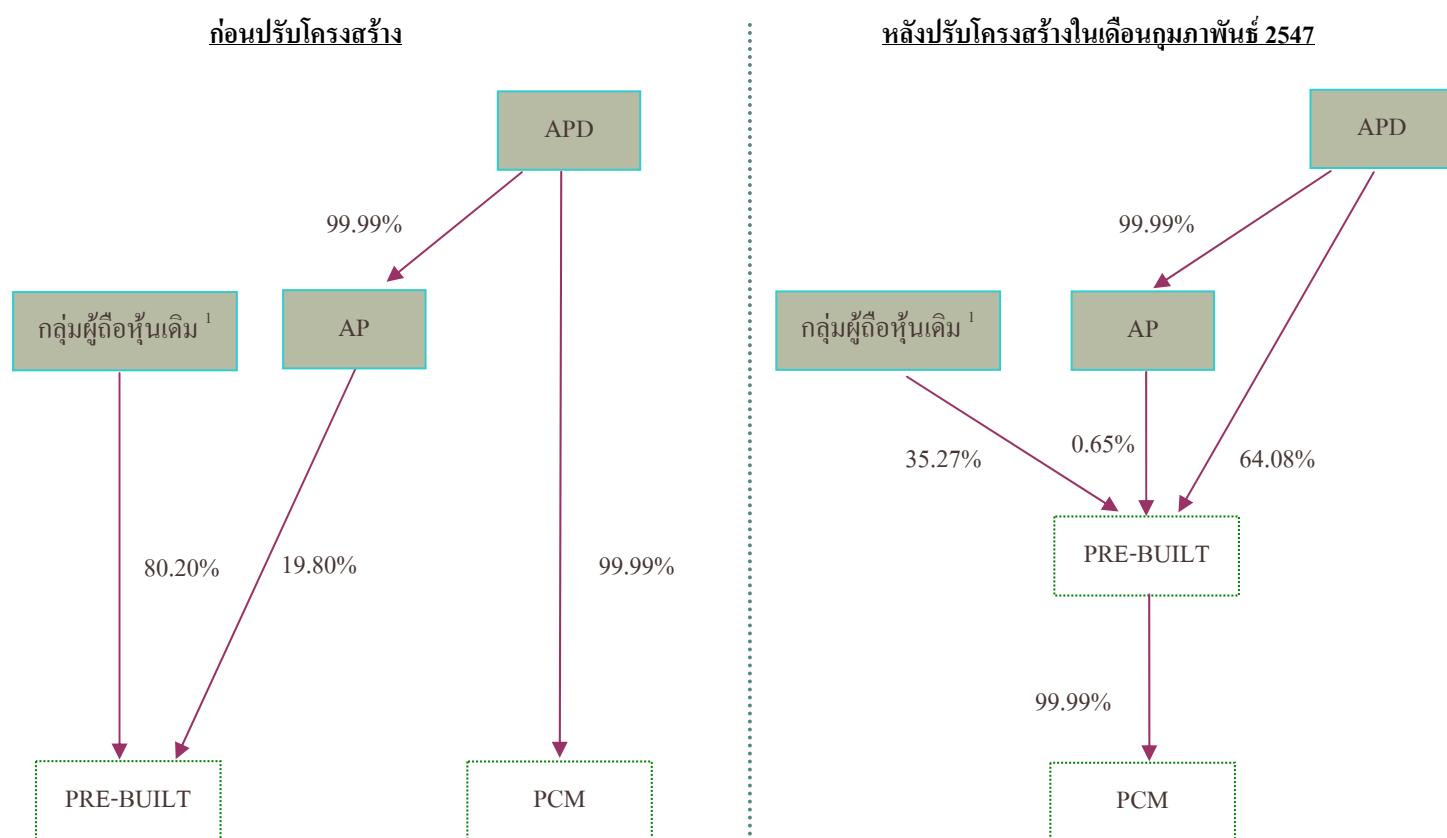 ก่อนปรับโครงสร้าง
APD
99.99%
กลุ่มผู้ถือหุ้นเดิม 1
AP
80.20%
19.80%
99.99%
PRE-BUILT
PCM
หลังปรับโครงสร้างในเดือนกุมภาพันธ์ 2547
APD
99.99%
กลุ่มผู้ถือหุ้นเดิม 1
AP
35.27%
0.65%
64.08%
PRE-BUILT
99.99%
PCM